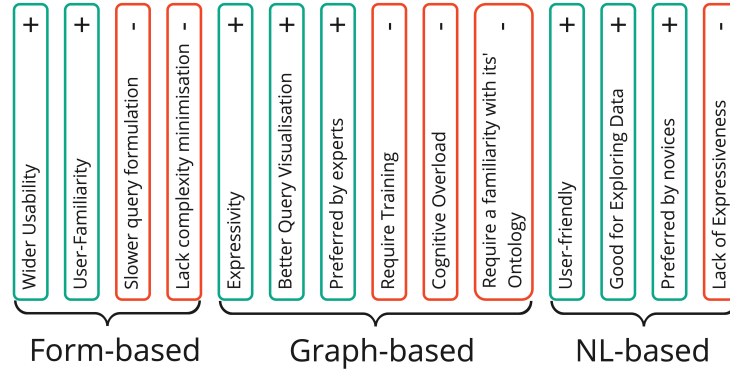 +
Wider Usability
+
User-Familiarity
-
Slower query formulation
-
Lack complexity minimisation
+
Expressivity
+
Better Query Visualisation
+
Preferred by experts
-
Require Training
-
Cognitive Overload
-
Require a familiarity with its'
Ontology
+
User-friendly
+
Good for Exploring Data
+
Preferred by novices
-
Lack of Expressiveness
Form-based
Graph-based
NL-based